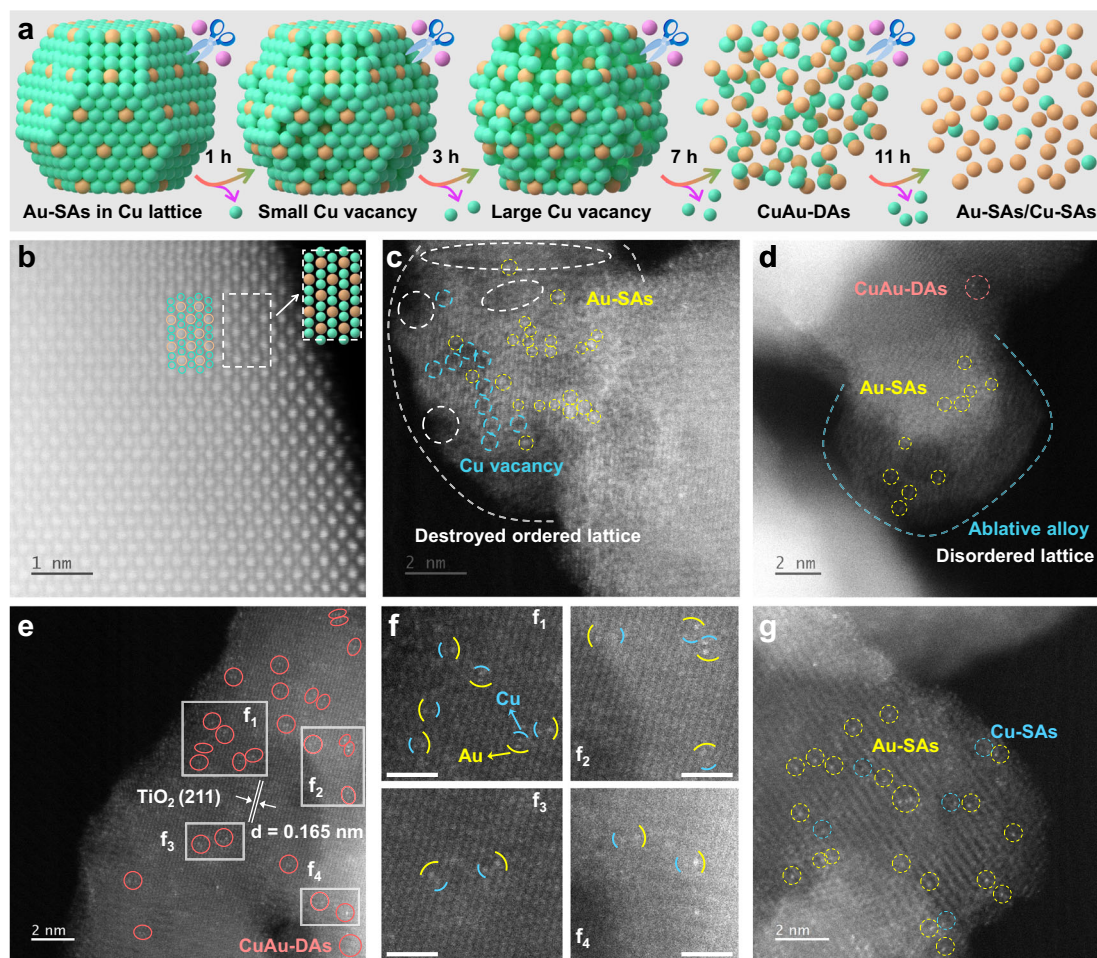 a
1 h
3 h
7 h
11 h
Au-SAs in Cu lattice
Small Cu vacancy
Large Cu vacancy
CuAu-DAs
Au-SAs/Cu-SAs
b
1 nm
c
Au-SAs
Cu vacancy
Destroyed ordered lattice
2 nm
d
CuAu-DAs
Au-SAs
Ablative alloy
Disordered lattice
2 nm
e
f₁
f₂
TiO₂ (211)
d = 0.165 nm
f₃
f₄
2 nm
CuAu-DAs
f
f₁
Cu
Au
f₂
f₃
f₄
g
Cu-SAs
Au-SAs
2 nm